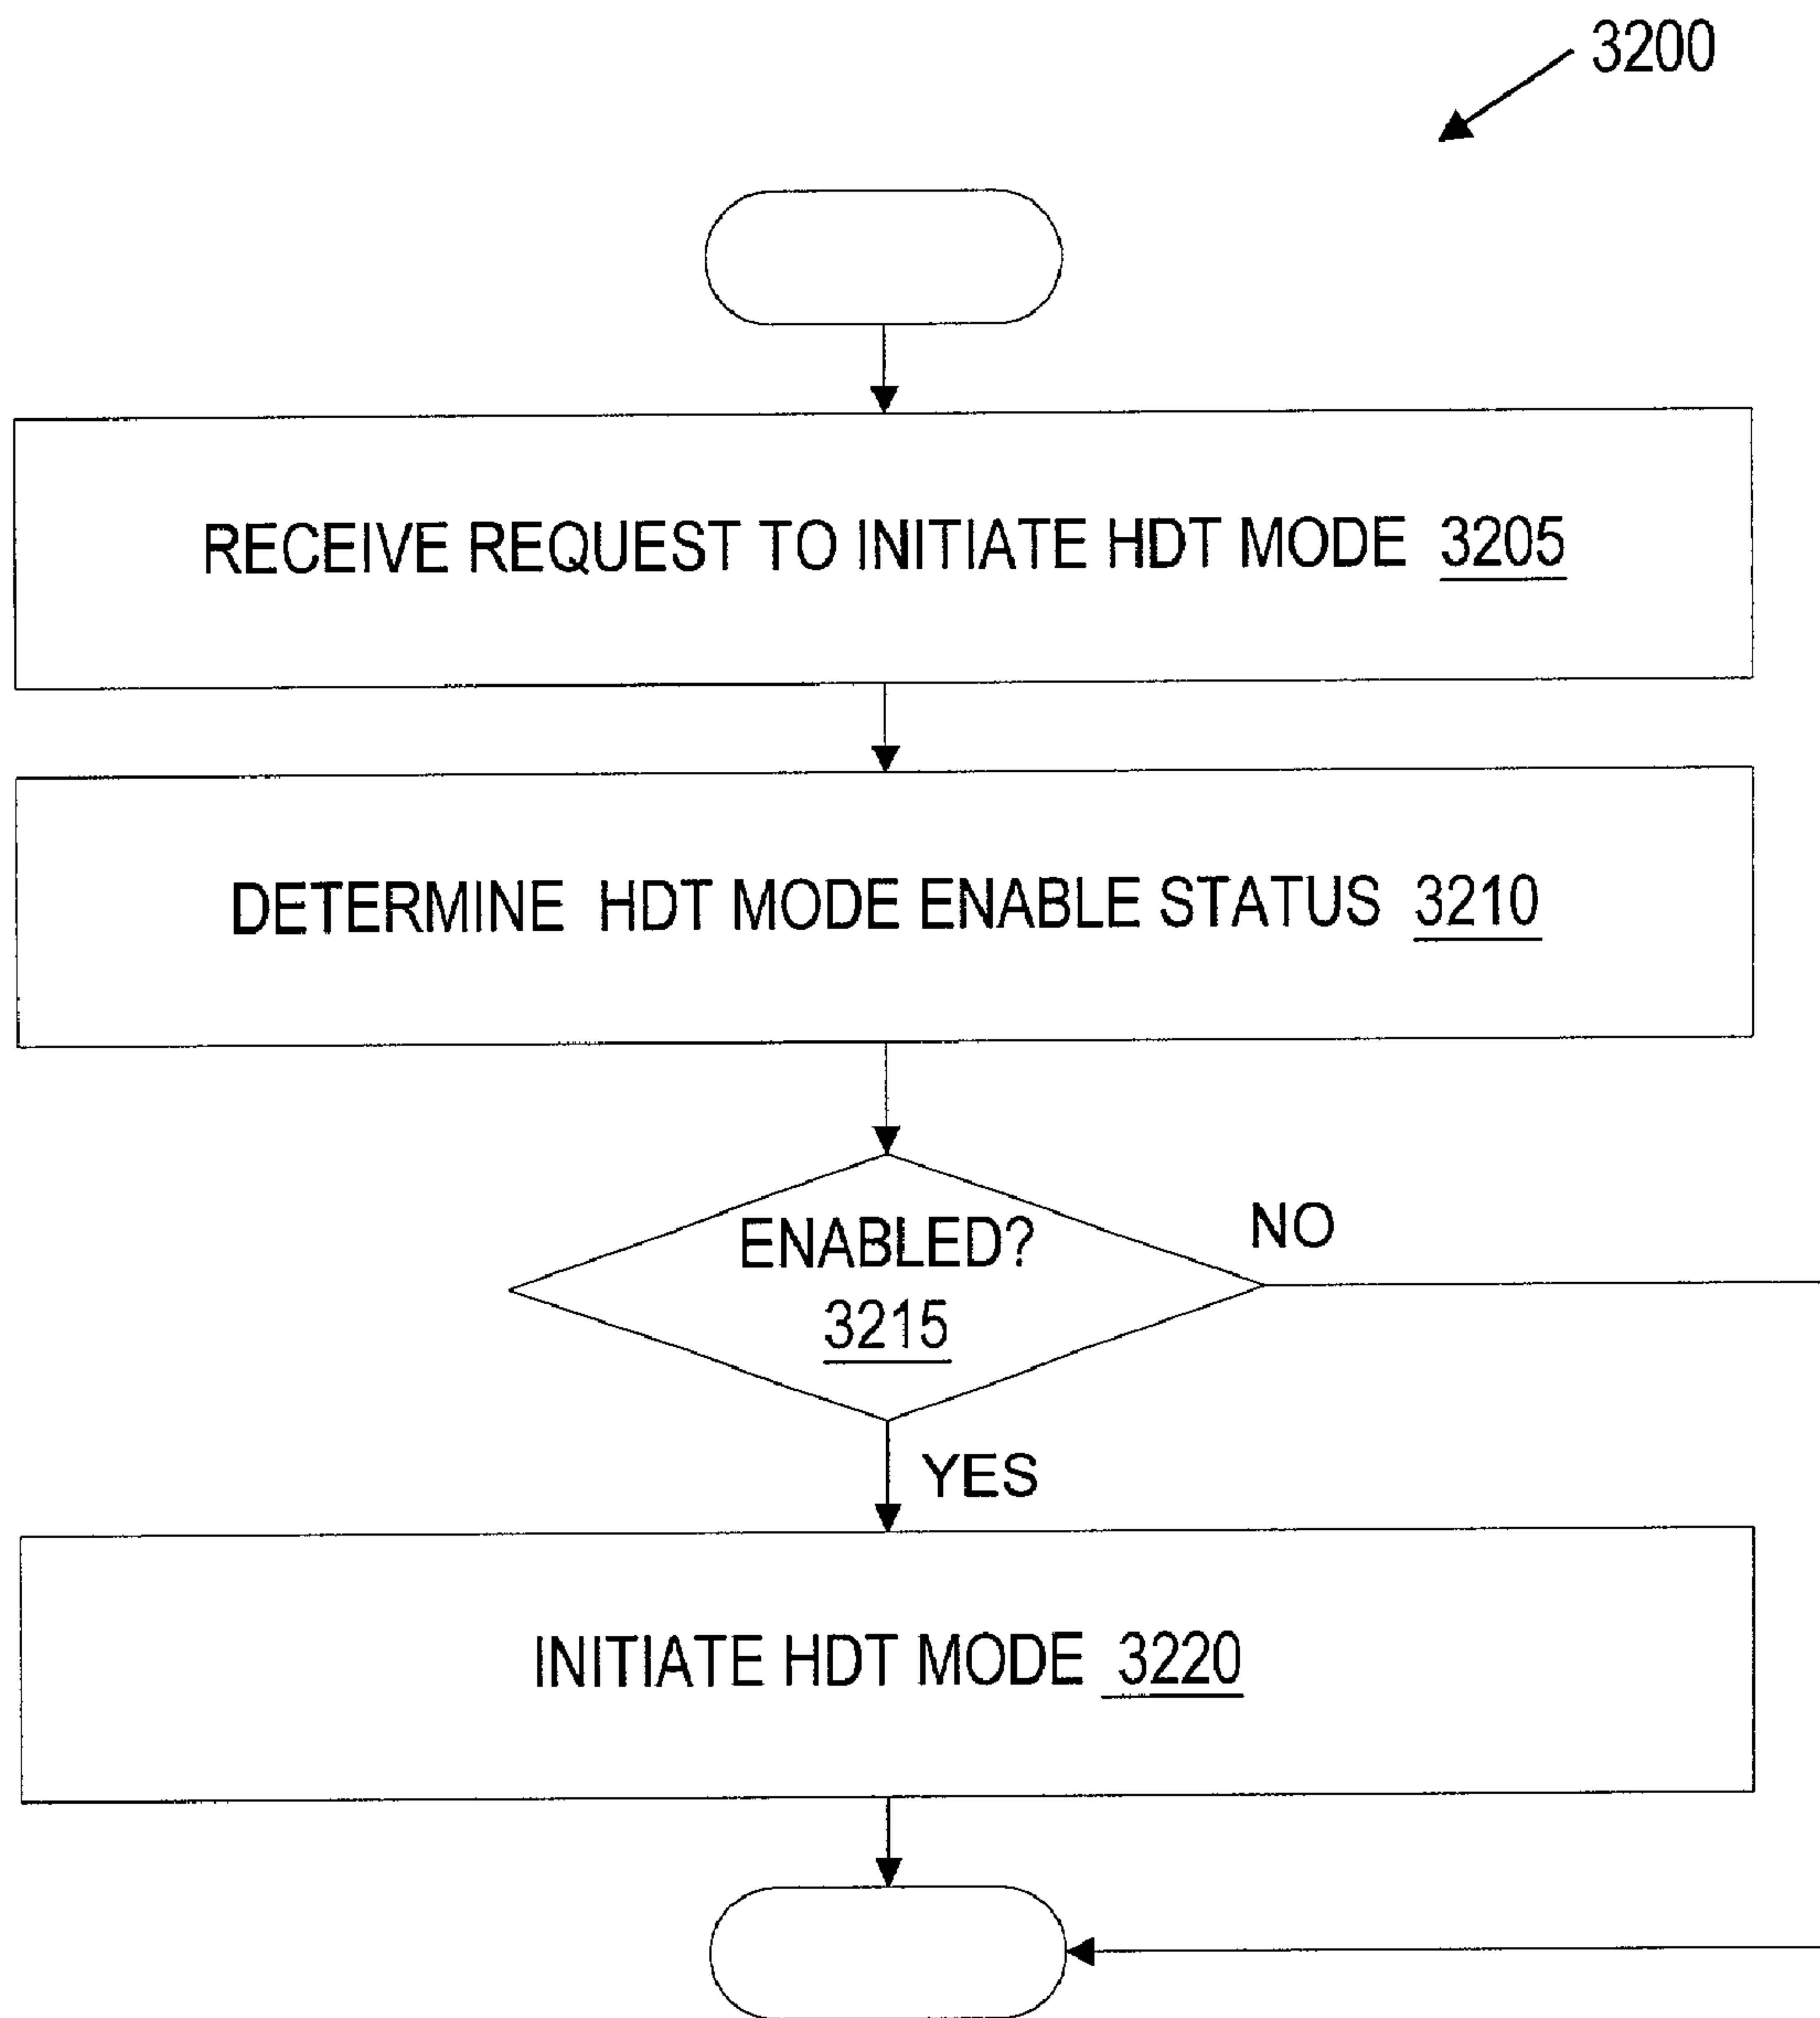 3200
RECEIVE REQUEST TO INITIATE HDT MODE 3205
DETERMINE HDT MODE ENABLE STATUS 3210
ENABLED?
3215
NO
YES
INITIATE HDT MODE 3220